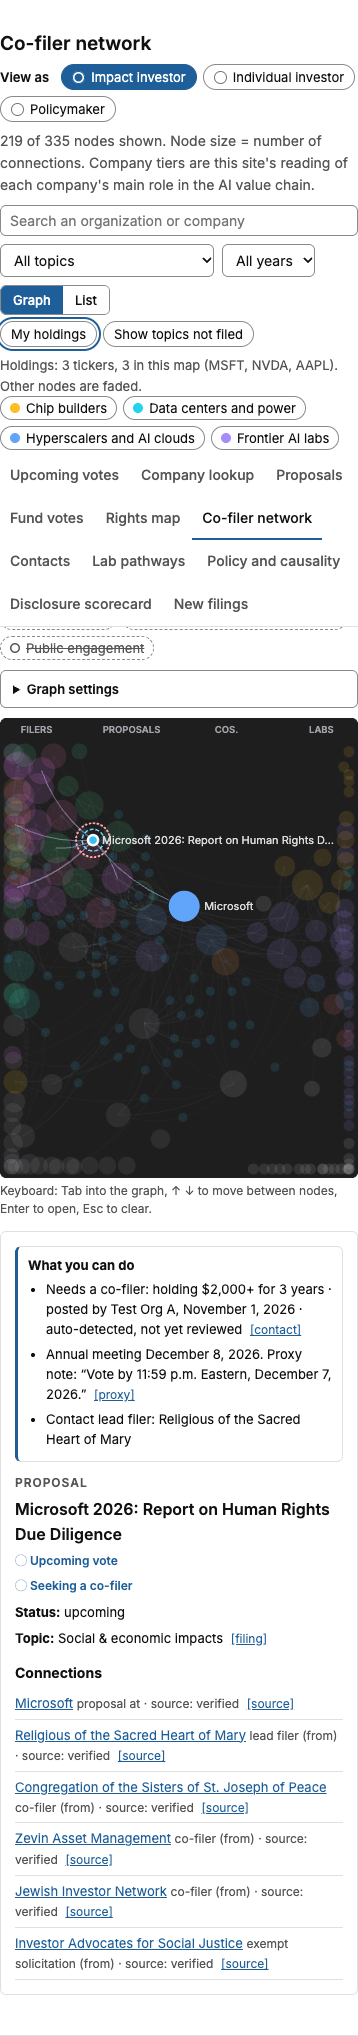 Co-filer network
View as Impact investor Individual investor
Policymaker
219 of 335 nodes shown. Node size = number of
connections. Company tiers are this site's reading of
each company's main role in the AI value chain.
Search an organization or company
All topics All years
Graph List
My holdings Show topics not filed
Holdings: 3 tickers, 3 in this map (MSFT, NVDA, AAPL).
Other nodes are faded.
Chip builders Data centers and power
Hyperscalers and AI clouds Frontier AI labs
Upcoming votes Company lookup Proposals
Fund votes Rights map Co-filer network
Contacts Lab pathways Policy and causality
Disclosure scorecard New filings
Public engagement
▶ Graph settings
FILERS PROPOSALS COS. LABS
Microsoft 2026: Report on Human Rights D...
Microsoft
Keyboard: Tab into the graph, ↑ ↓ to move between nodes,
Enter to open, Esc to clear.
What you can do
• Needs a co-filer: holding $2,000+ for 3 years ·
posted by Test Org A, November 1, 2026 ·
auto-detected, not yet reviewed [contact]
• Annual meeting December 8, 2026. Proxy
note: “Vote by 11:59 p.m. Eastern, December 7,
2026.” [proxy]
• Contact lead filer: Religious of the Sacred
Heart of Mary
PROPOSAL
Microsoft 2026: Report on Human Rights
Due Diligence
Upcoming vote
Seeking a co-filer
Status: upcoming
Topic: Social & economic impacts [filing]
Connections
Microsoft proposal at · source: verified [source]
Religious of the Sacred Heart of Mary lead filer (from)
· source: verified [source]
Congregation of the Sisters of St. Joseph of Peace
co-filer (from) · source: verified [source]
Zevin Asset Management co-filer (from) · source:
verified [source]
Jewish Investor Network co-filer (from) · source:
verified [source]
Investor Advocates for Social Justice exempt
solicitation (from) · source: verified [source]